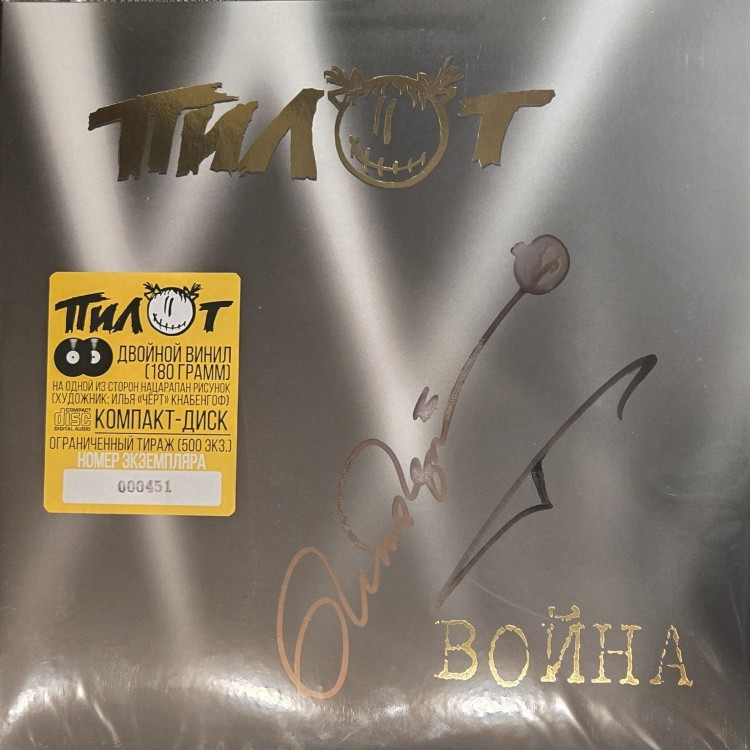 ПИЛОТ
ПИЛОТ
ДВОЙНОЙ ВИНИЛ
(180 ГРАММ)
НА ОДНОЙ ИЗ СТОРОН НАЦАРАПАН РИСУНОК
(ХУДОЖНИК: ИЛЬЯ «ЧЁРТ» КНАБЕНГОФ)
COMPACT
disc
DIGITAL AUDIO
КОМПАКТ-ДИСК
ОГРАНИЧЕННЫЙ ТИРАЖ (500 ЭКЗ.)
НОМЕР ЭКЗЕМПЛЯРА
000451
ВОЙНА